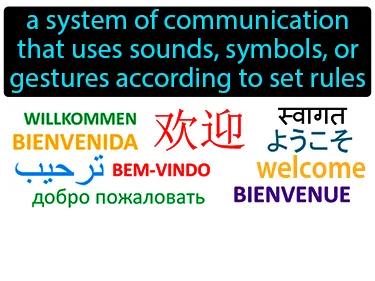 a system of communication
that uses sounds, symbols, or
gestures according to set rules
WILLKOMMEN
欢迎
स्वागत
BIENVENIDA
ようこそ
ترحيب
BEM-VINDO
welcome
добро пожаловать
BIENVENUE